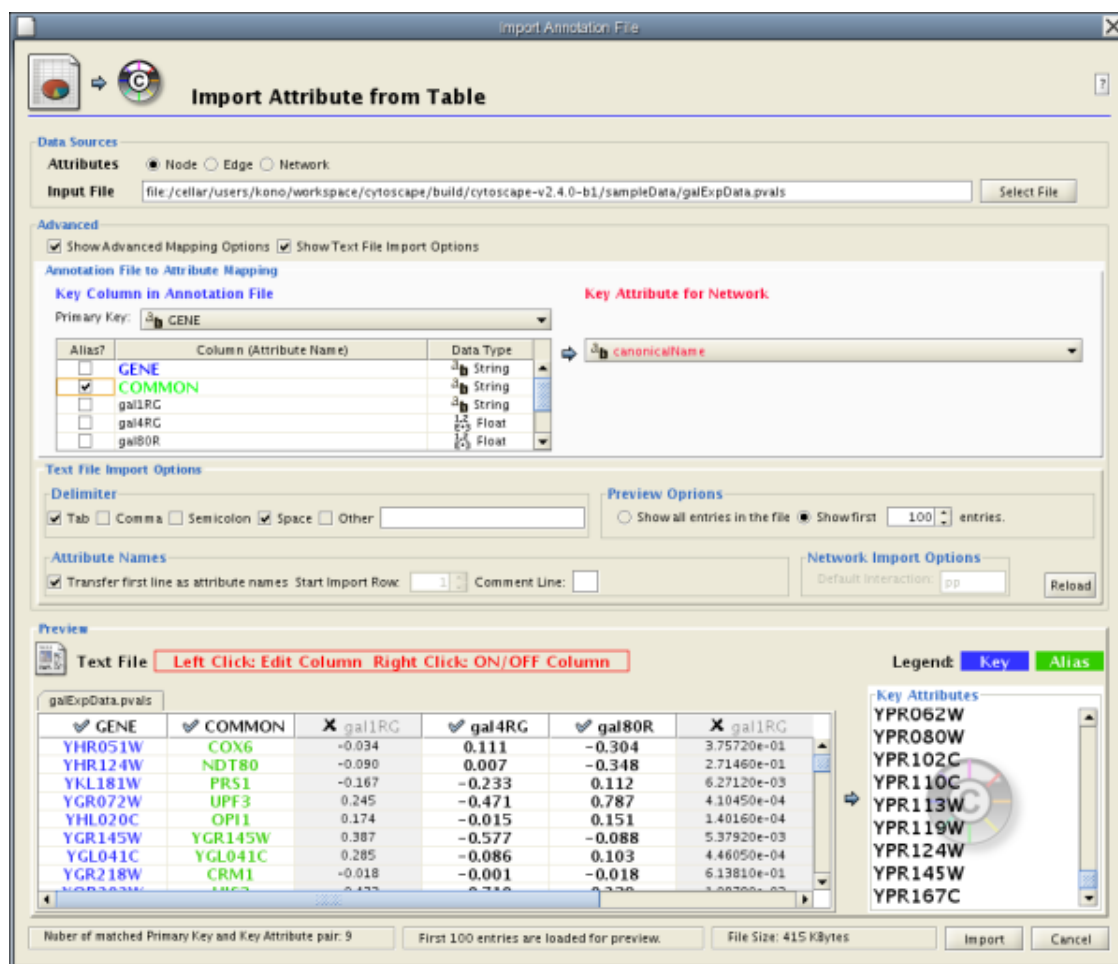 Import Annotation File
Import Attribute from Table
?
Data Sources
Attributes Node Edge Network
Input File file:/cellar/users/kono/workspace/cytoscape/build/cytoscape-v2.4.0-b1/sampleData/galExpData.pvals Select File
Advanced
Show Advanced Mapping Options Show Text File Import Options
Annotation File to Attribute Mapping
Key Column in Annotation File Key Attribute for Network
Primary Key: GENE
canonicalName
Alias? Column (Attribute Name) Data Type
GENE String
COMMON String
gal1RG String
gal4RG Float
gal80R Float
Text File Import Options
Delimiter Preview Options
Tab Comma Semicolon Space Other Show all entries in the file Show first 100 entries.
Attribute Names Network Import Options
Transfer first line as attribute names Start Import Row: 1 Comment Line: Default Interaction: pp Reload
Preview
Text File Left Click: Edit Column Right Click: ON/OFF Column Legend: Key Alias
galExpData.pvals
GENE COMMON gal1RG gal4RG gal80R gal1RG
YHR051W COX6 -0.034 0.111 -0.304 3.75720e-01
YHR124W NDT80 -0.090 0.007 -0.348 2.71460e-01
YKL181W PRS1 -0.167 -0.233 0.112 6.27120e-03
YGR072W UPF3 0.245 -0.471 0.787 4.10450e-04
YHL020C OPI1 0.174 -0.015 0.151 1.40160e-04
YGR145W YGR145W 0.387 -0.577 -0.088 5.37920e-03
YGL041C YGL041C 0.285 -0.086 0.103 4.46050e-04
YGR218W CRM1 -0.018 -0.001 -0.018 6.13810e-01
Key Attributes
YPR062W
YPR080W
YPR102C
YPR110C
YPR113W
YPR119W
YPR124W
YPR145W
YPR167C
Nuber of matched Primary Key and Key Attribute pair: 9 First 100 entries are loaded for preview. File Size: 415 KBytes Import Cancel